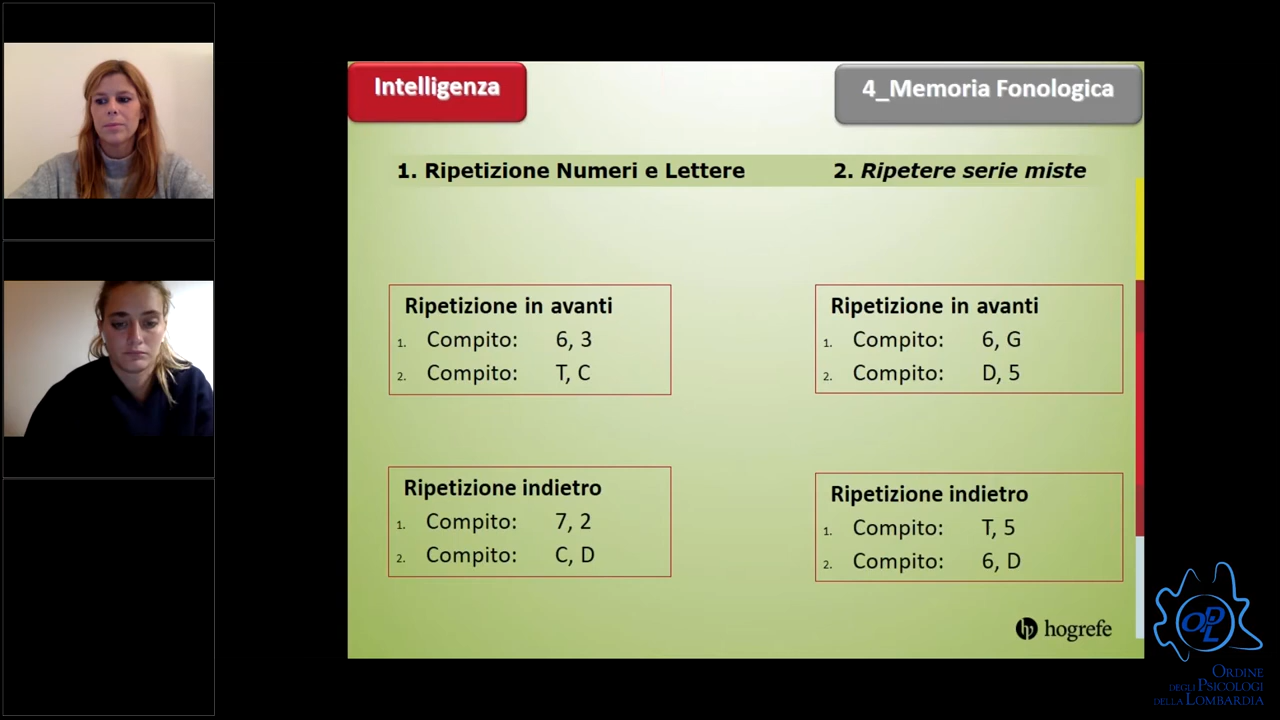 Intelligenza
4_Memoria Fonologica
1. Ripetizione Numeri e Lettere
2. Ripetere serie miste
Ripetizione in avanti
1. Compito: 6, 3
2. Compito: T, C
Ripetizione in avanti
1. Compito: 6, G
2. Compito: D, 5
Ripetizione indietro
1. Compito: 7, 2
2. Compito: C, D
Ripetizione indietro
1. Compito: T, 5
2. Compito: 6, D
hogrefe
OPL
ORDINE
DEGLI PSICOLOGI
DELLA LOMBARDIA